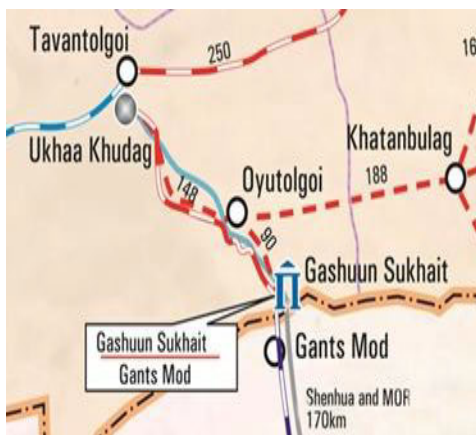 Tavantolgoi
250
16
Ukhaa Khudag
Khatanbulag
148
Oyutolgoi
188
90
Gashuun Sukhait
Gashuun Sukhait
Gants Mod
Gants Mod
Shenhua and MOR
170km